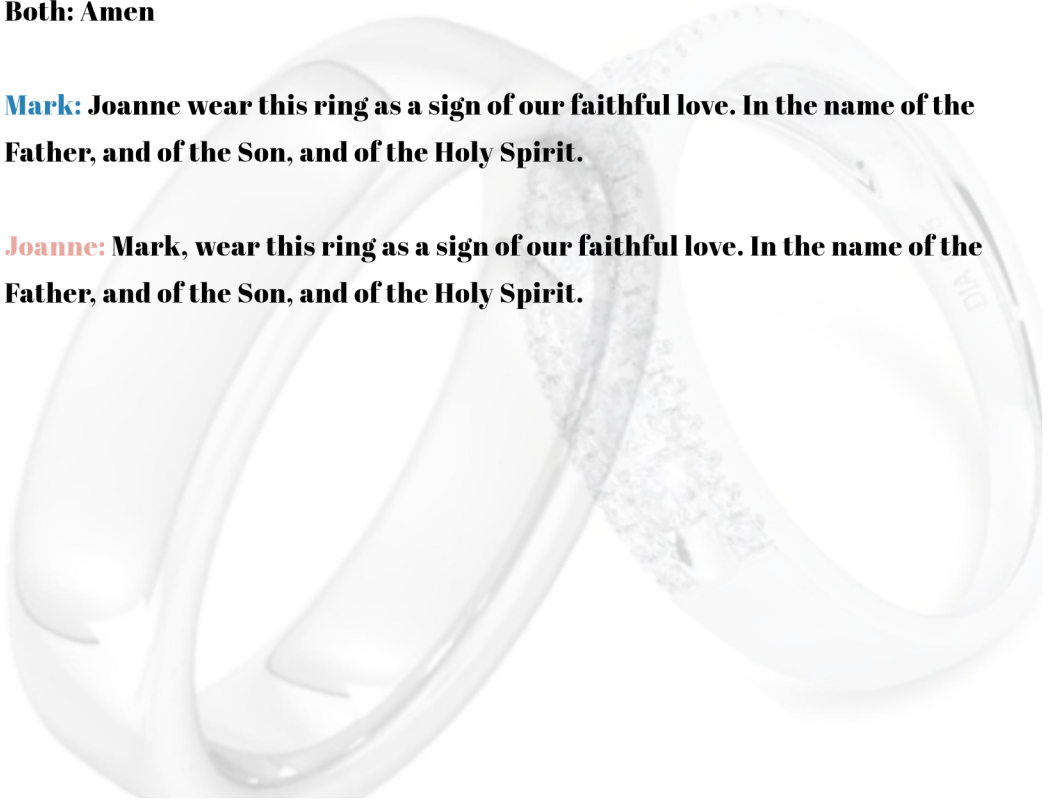 Both: Amen
Mark: Joanne wear this ring as a sign of our faithful love. In the name of the
Father, and of the Son, and of the Holy Spirit.
Joanne: Mark, wear this ring as a sign of our faithful love. In the name of the
Father, and of the Son, and of the Holy Spirit.
DIA